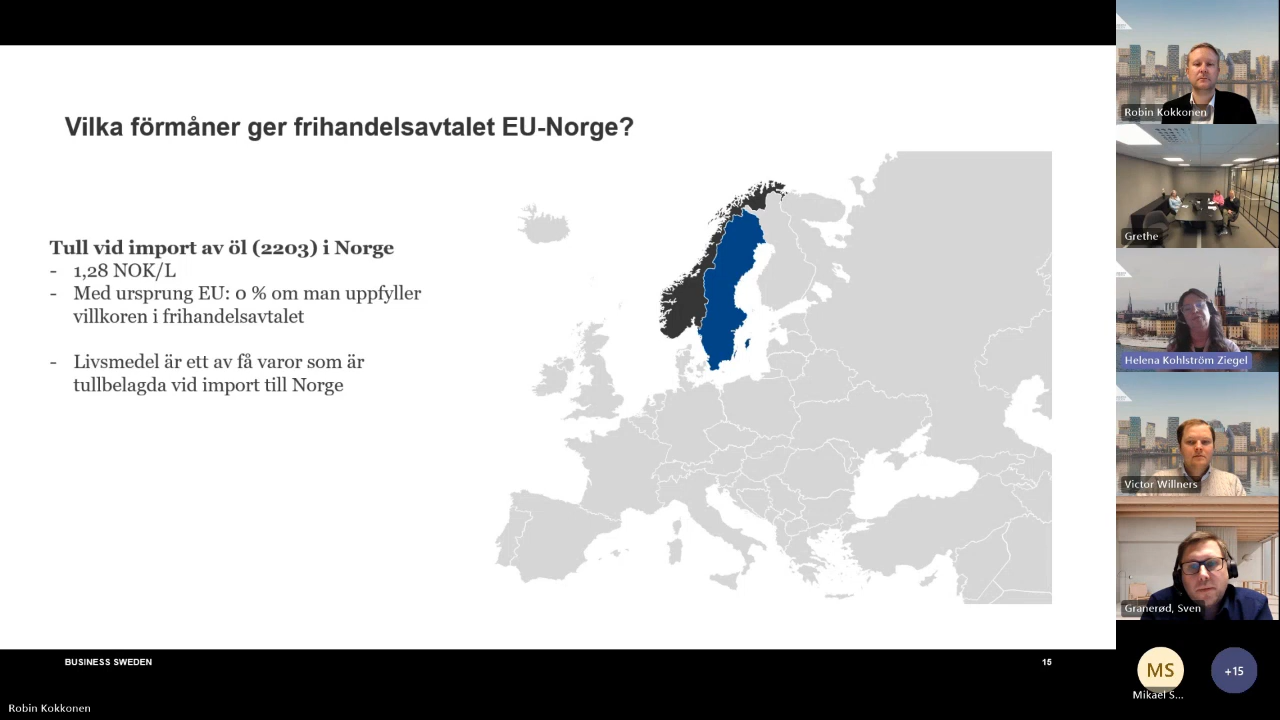 Vilka förmåner ger frihandelsavtalet EU-Norge?
Tull vid import av öl (2203) i Norge
- 1,28 NOK/L
- Med ursprung EU: 0 % om man uppfyller
villkoren i frihandelsavtalet
- Livsmedel är ett av få varor som är
tullbelagda vid import till Norge
BUSINESS SWEDEN
15
Robin Kokkonen
Robin Kokkonen
Grethe
Helena Kohlström Ziegel
Victor Willners
Granerød, Sven
MS
Mikael S...
+15